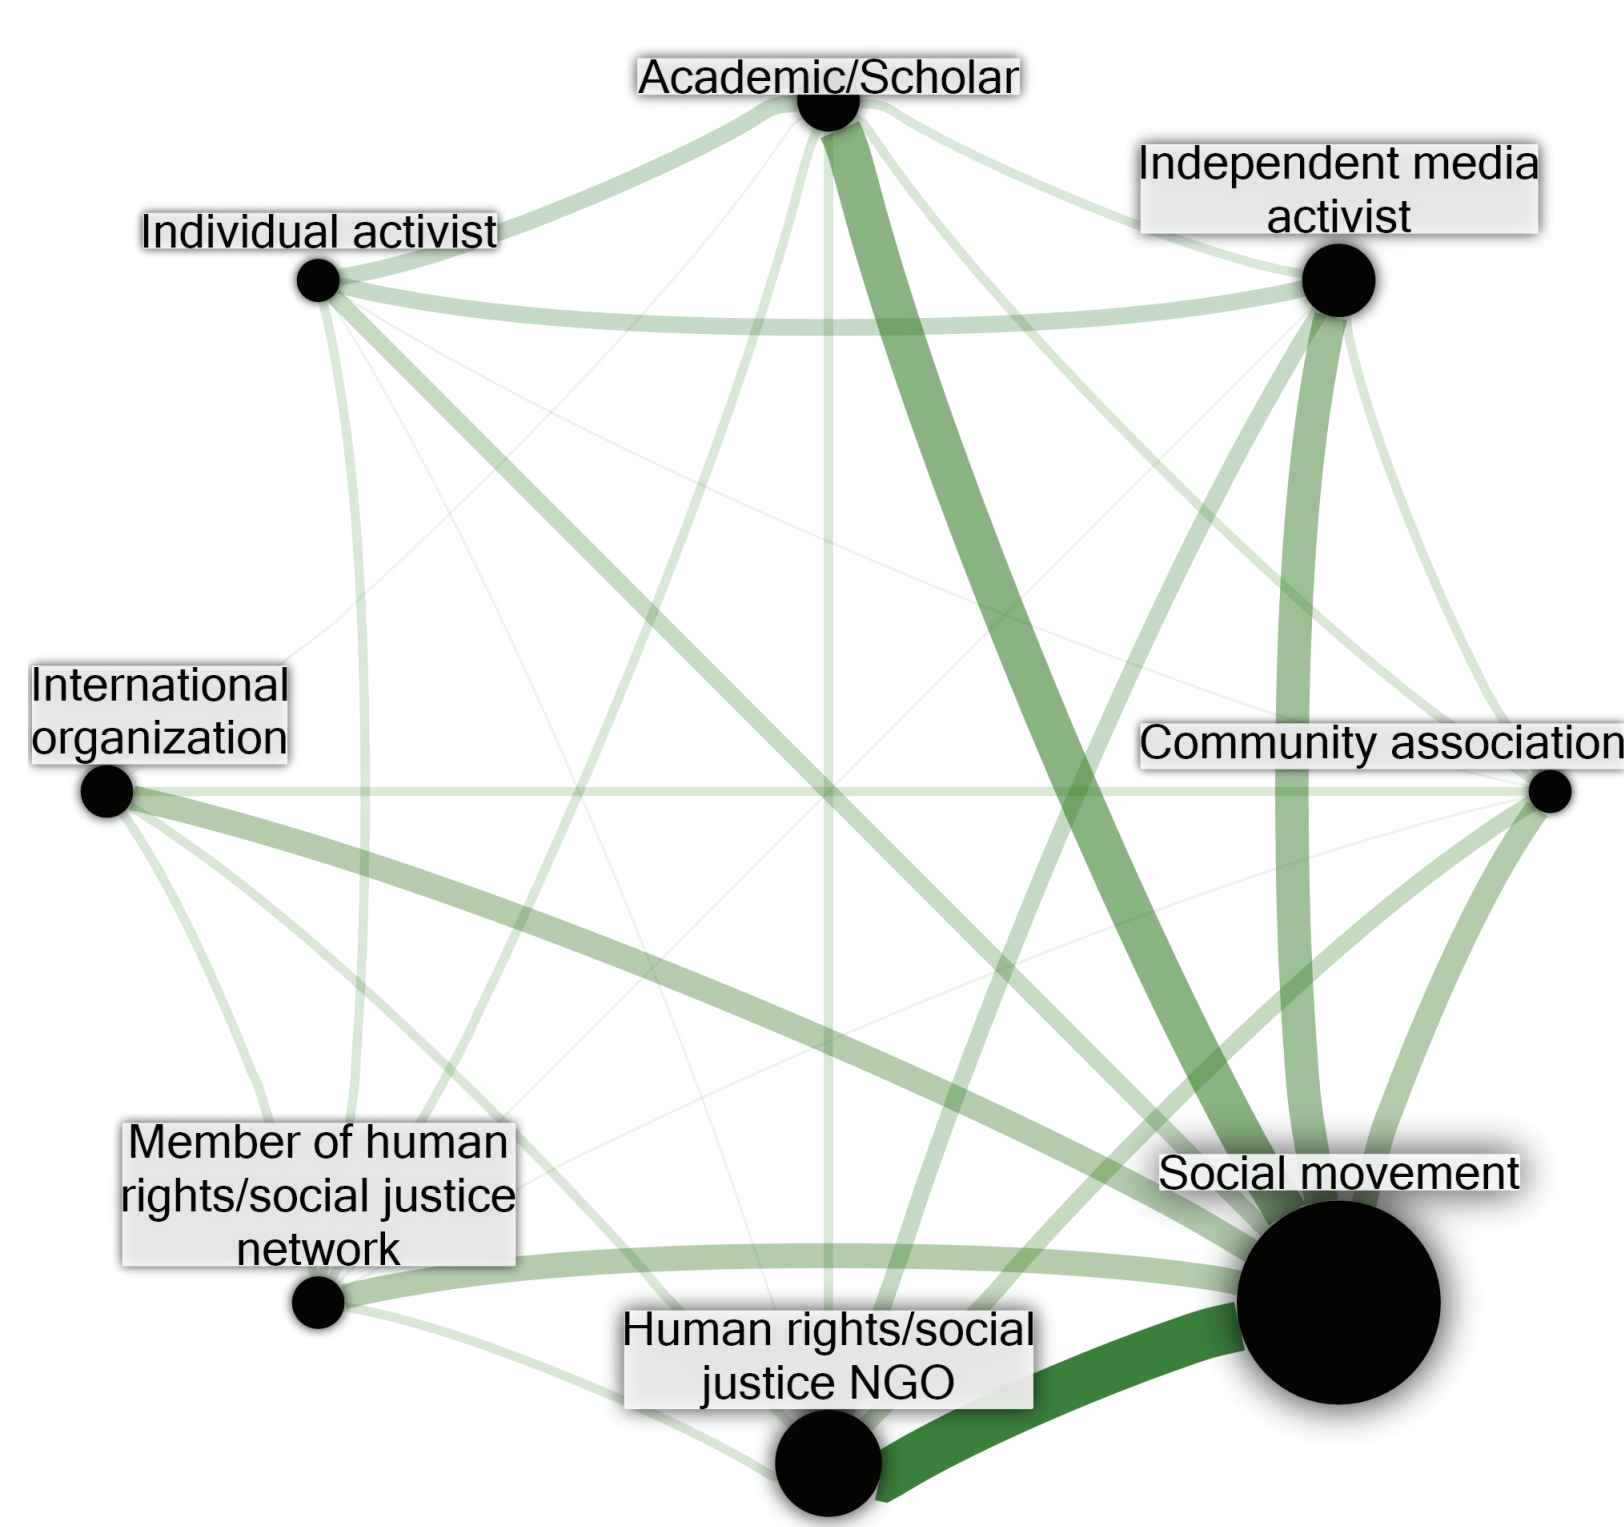 Academic/Scholar
Independent media
activist
Individual activist
International
organization
Community association
Member of human
rights/social justice
network
Social movement
Human rights/social
justice NGO